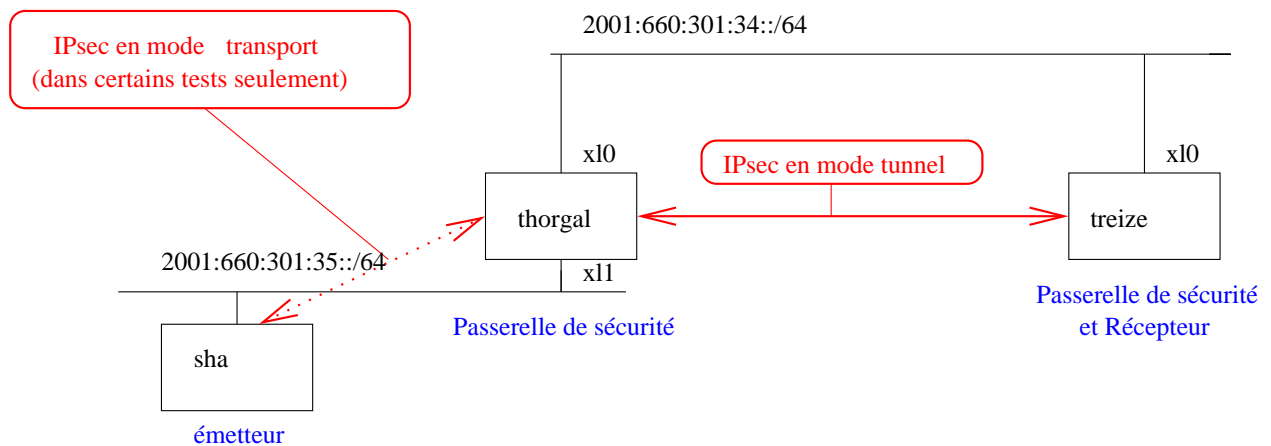 2001:660:301:34::/64
IPsec en mode transport
(dans certains tests seulement)
xl0
xl0
IPsec en mode tunnel
thorgal
treize
2001:660:301:35::/64
xl1
Passerelle de sécurité
et Récepteur
Passerelle de sécurité
sha
émetteur